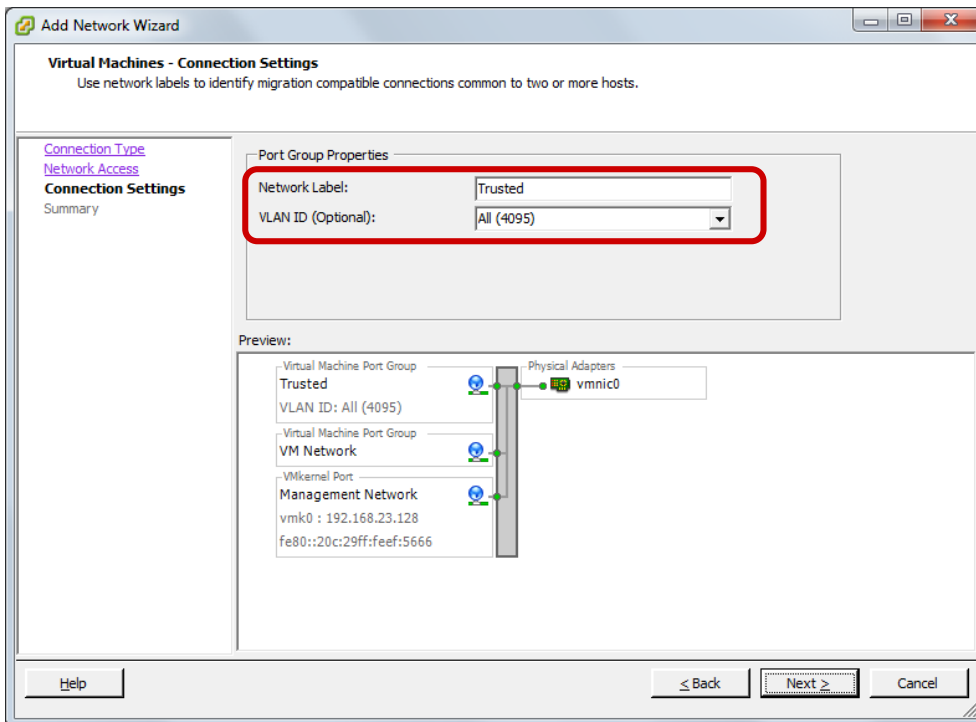 Add Network Wizard
Virtual Machines - Connection Settings
Use network labels to identify migration compatible connections common to two or more hosts.
Connection Type
Network Access
Connection Settings
Summary
Port Group Properties
Network Label: Trusted
VLAN ID (Optional): All (4095)
Preview:
Virtual Machine Port Group
Trusted
VLAN ID: All (4095)
Virtual Machine Port Group
VM Network
VMkernel Port
Management Network
vmk0 : 192.168.23.128
fe80::20c:29ff:feef:5666
Physical Adapters
vmnic0
Help
< Back
Next >
Cancel